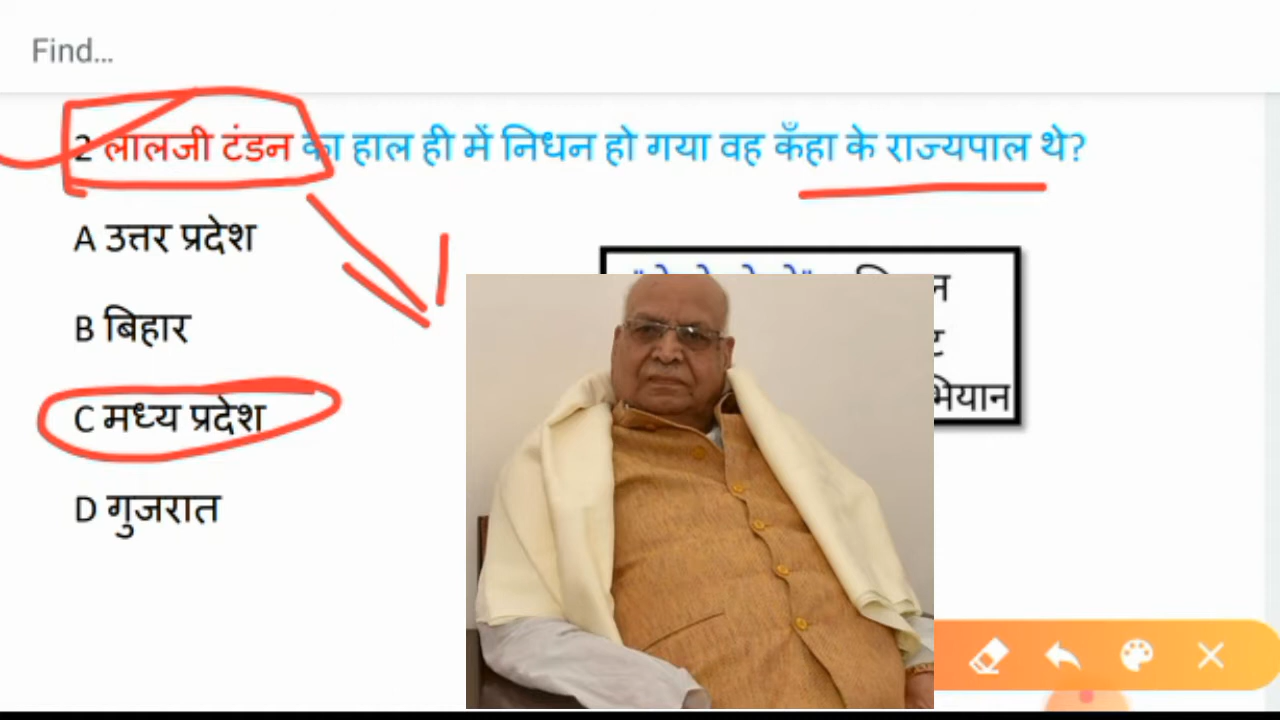 Find...
2 लालजी टंडन का हाल ही में निधन हो गया वह कँहा के राज्यपाल थे?
A उत्तर प्रदेश
B बिहार
C मध्य प्रदेश
D गुजरात